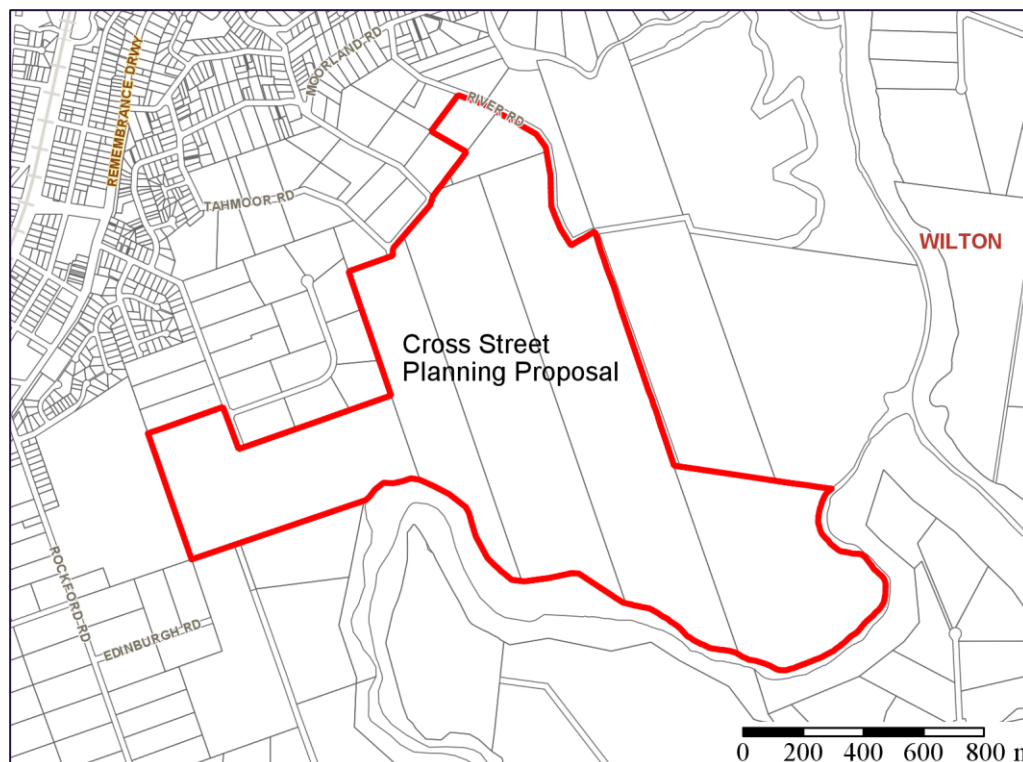 MOORLAND RD
REMEMBRANCE DRWY
RIVER RD
TAHMOOR RD
WILTON
Cross Street
Planning Proposal
ROCKFORD RD
EDINBURGH RD
0 200 400 600 800 m